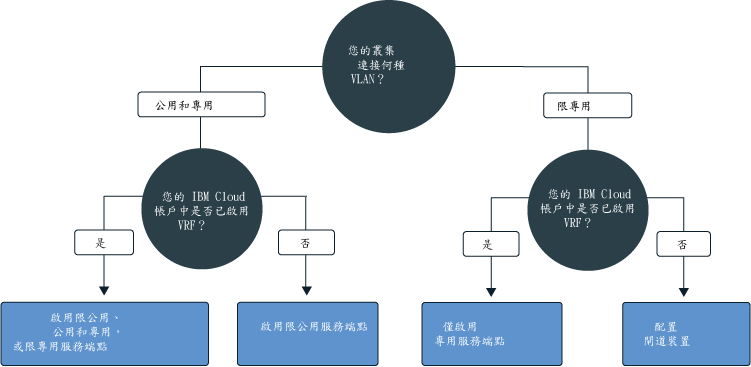 您的叢集
連接何種
VLAN?
公用和專用
限專用
您的 IBM Cloud
帳戶中是否已啟用
VRF?
您的 IBM Cloud
帳戶中是否已啟用
VRF?
是
否
是
否
啟用限公用、
公用和專用,
或限專用服務端點
啟用限公用服務端點
僅啟用
專用服務端點
配置
閘道裝置